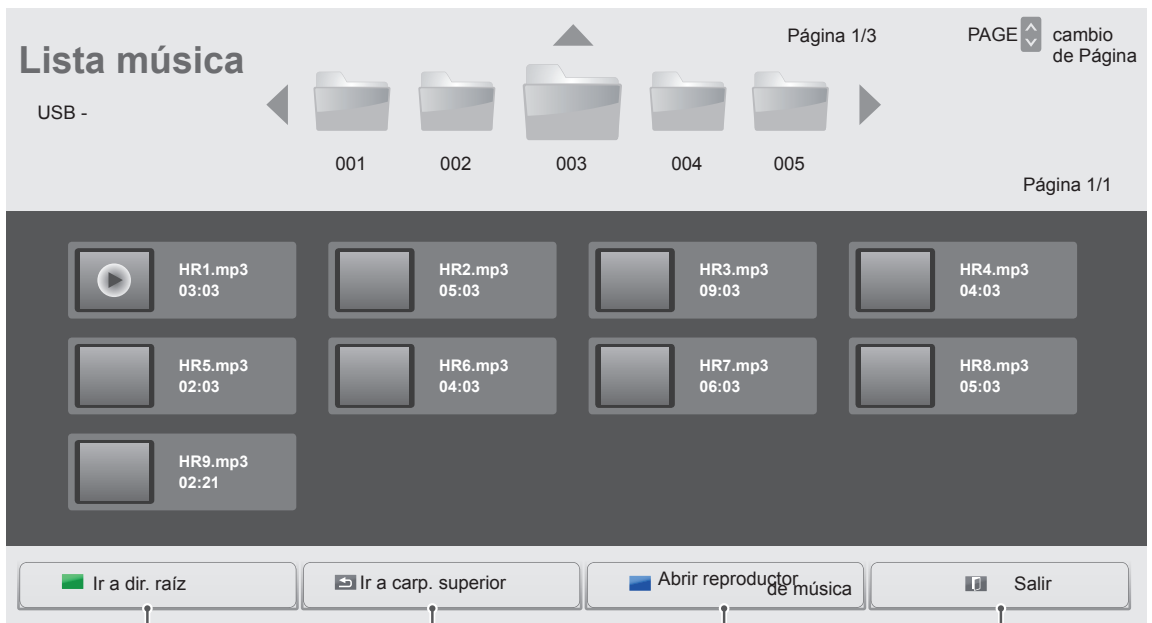 Lista música
USB -
Página 1/3
PAGE cambio
de Página
001 002 003 004 005
Página 1/1
HR1.mp3
03:03
HR2.mp3
05:03
HR3.mp3
09:03
HR4.mp3
04:03
HR5.mp3
02:03
HR6.mp3
04:03
HR7.mp3
06:03
HR8.mp3
05:03
HR9.mp3
02:21
Ir a dir. raíz
Ir a carp. superior
Abrir reproductor
de música
Salir